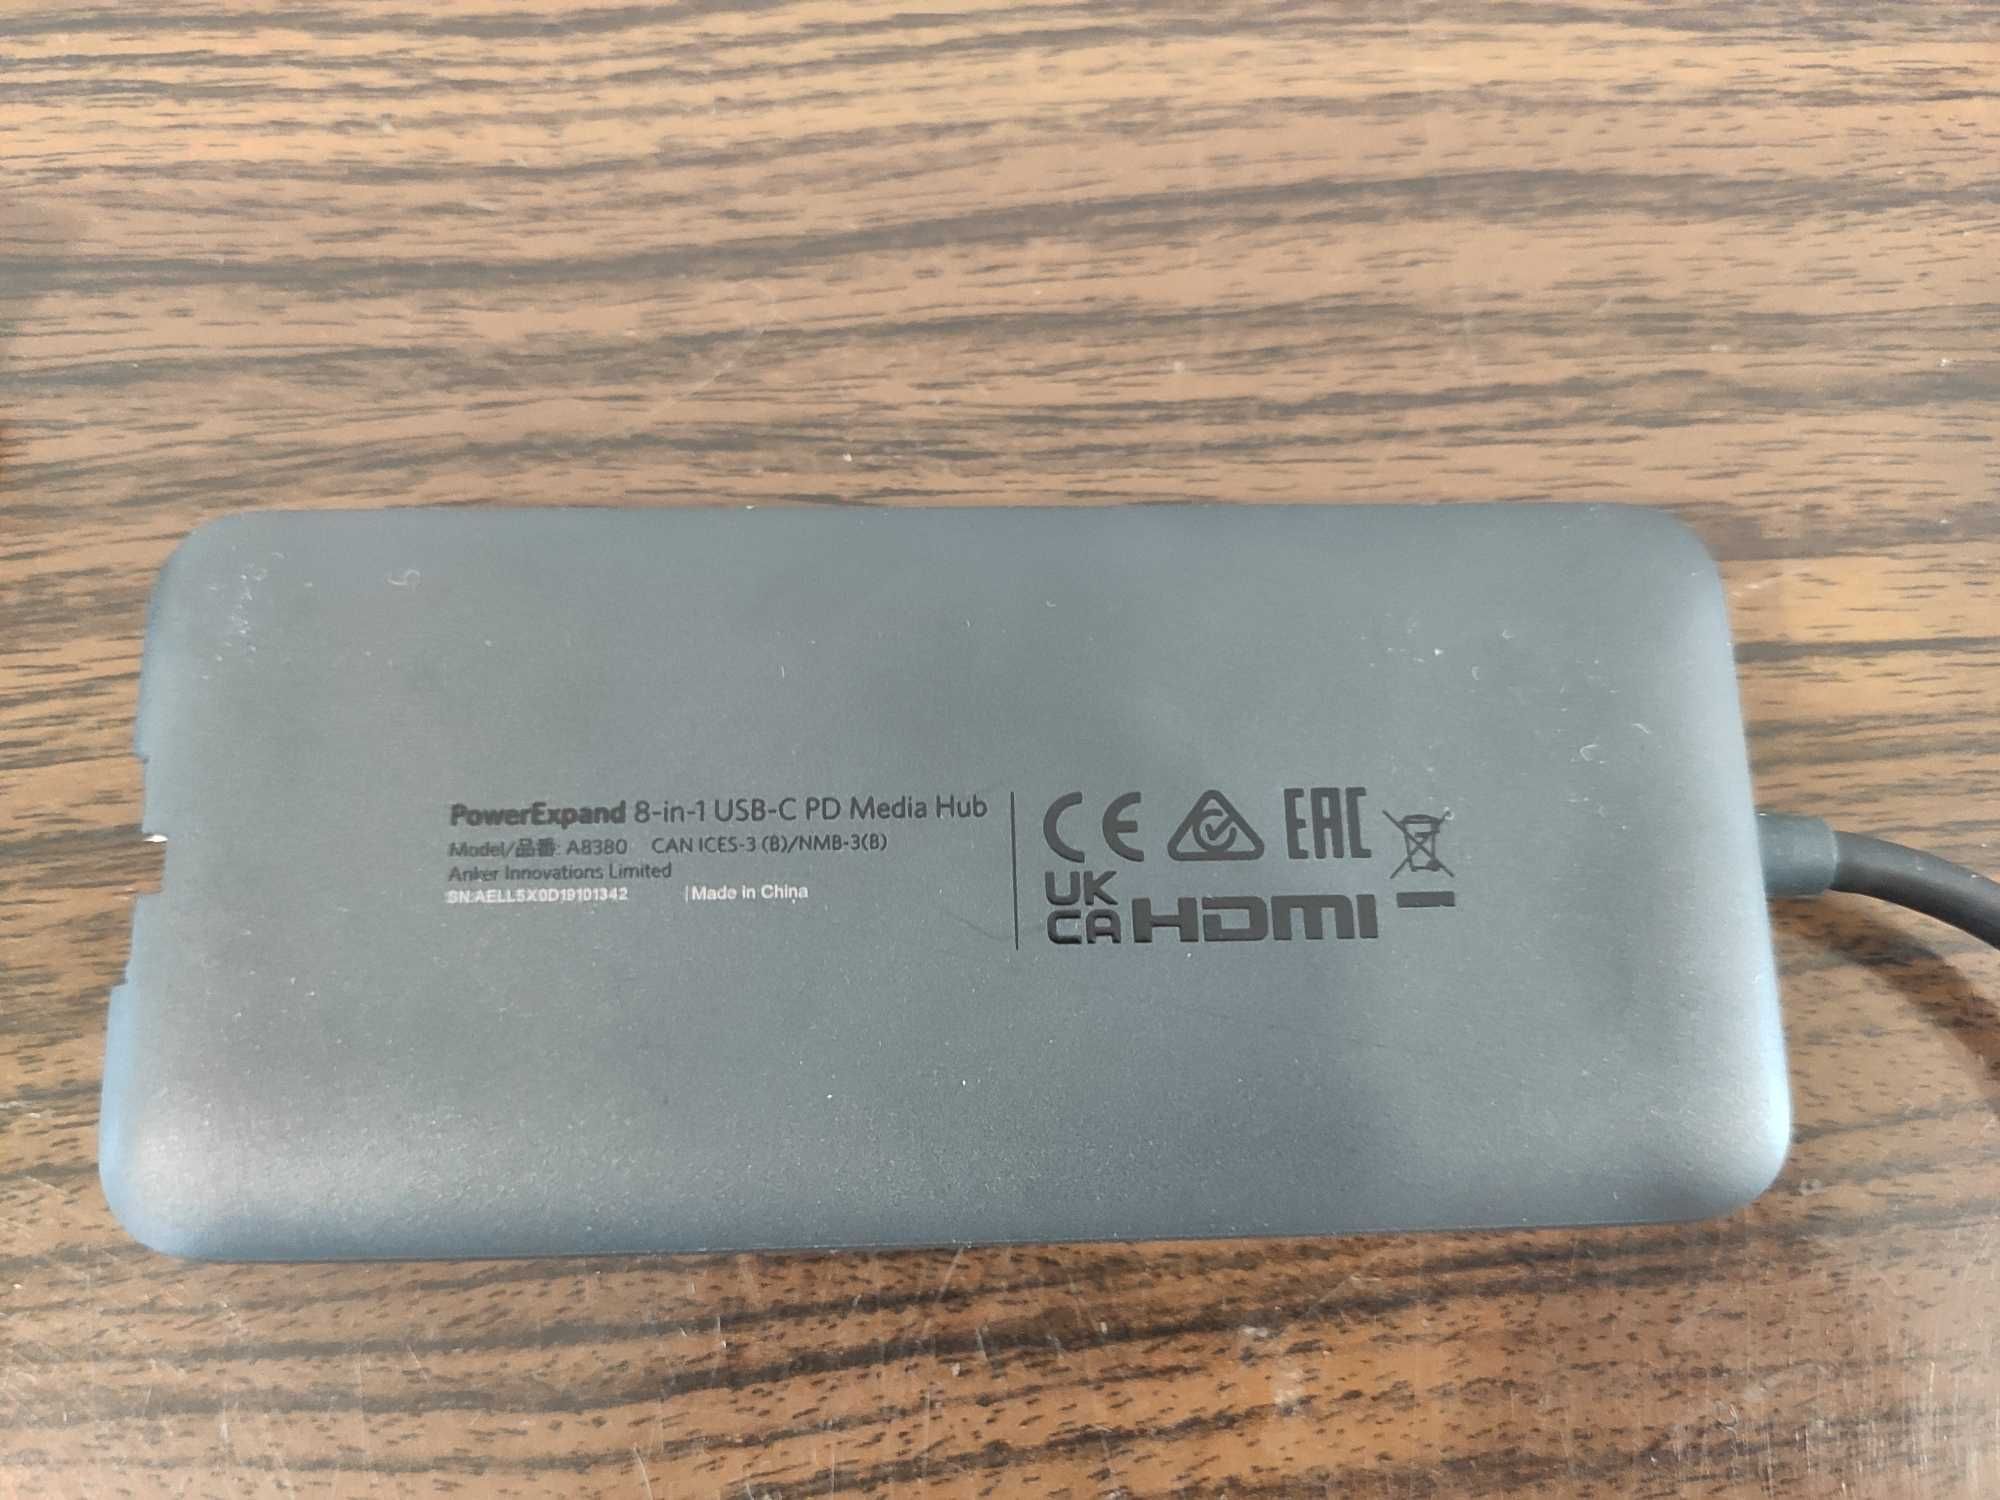 PowerExpand 8-in-1 USB-C PD Media Hub
Model/品番: A8380 CAN ICES-3 (B)/NMB-3(B)
Anker Innovations Limited
SN:AELL5X0D19101342 | Made in China
CE EAC
UK
CA HDMI